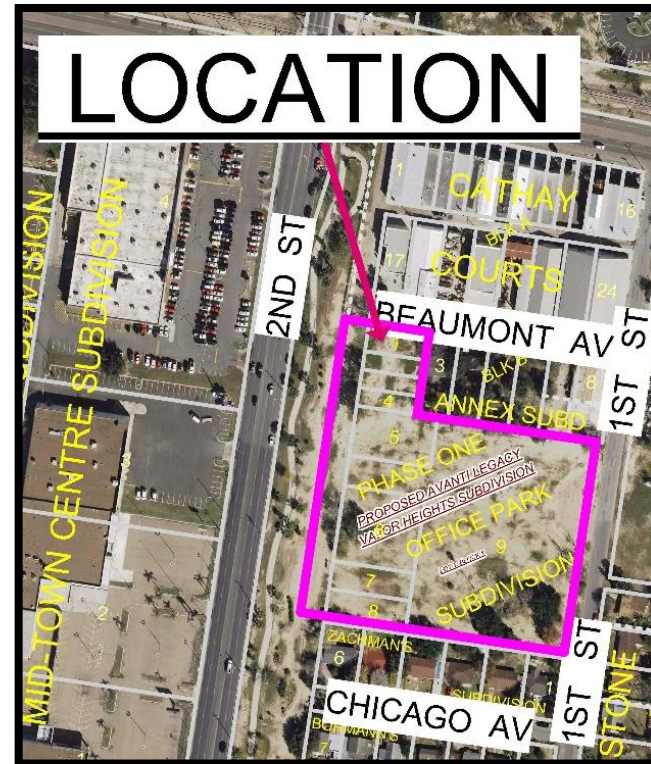 LOCATION
1
CATHAY
16
4
BLK A
2ND ST
17
COURTS
24
BEAUMONT AV
1ST ST
1
3
BLK B
8
4
ANNEX SUBD
5
PHASE ONE
PROPOSED AVANTI LEGACY
VALOR HEIGHTS SUBDIVISION
OFFICE PARK
9
SUBDIVISION
7
8
ZACHMAN'S
6
SUBDIVISION
1
CHICAGO AV
1ST ST
STONE
BORMANN'S
7
SUBDIVISION
MID-TOWN CENTRE SUBDIVISION
3
2